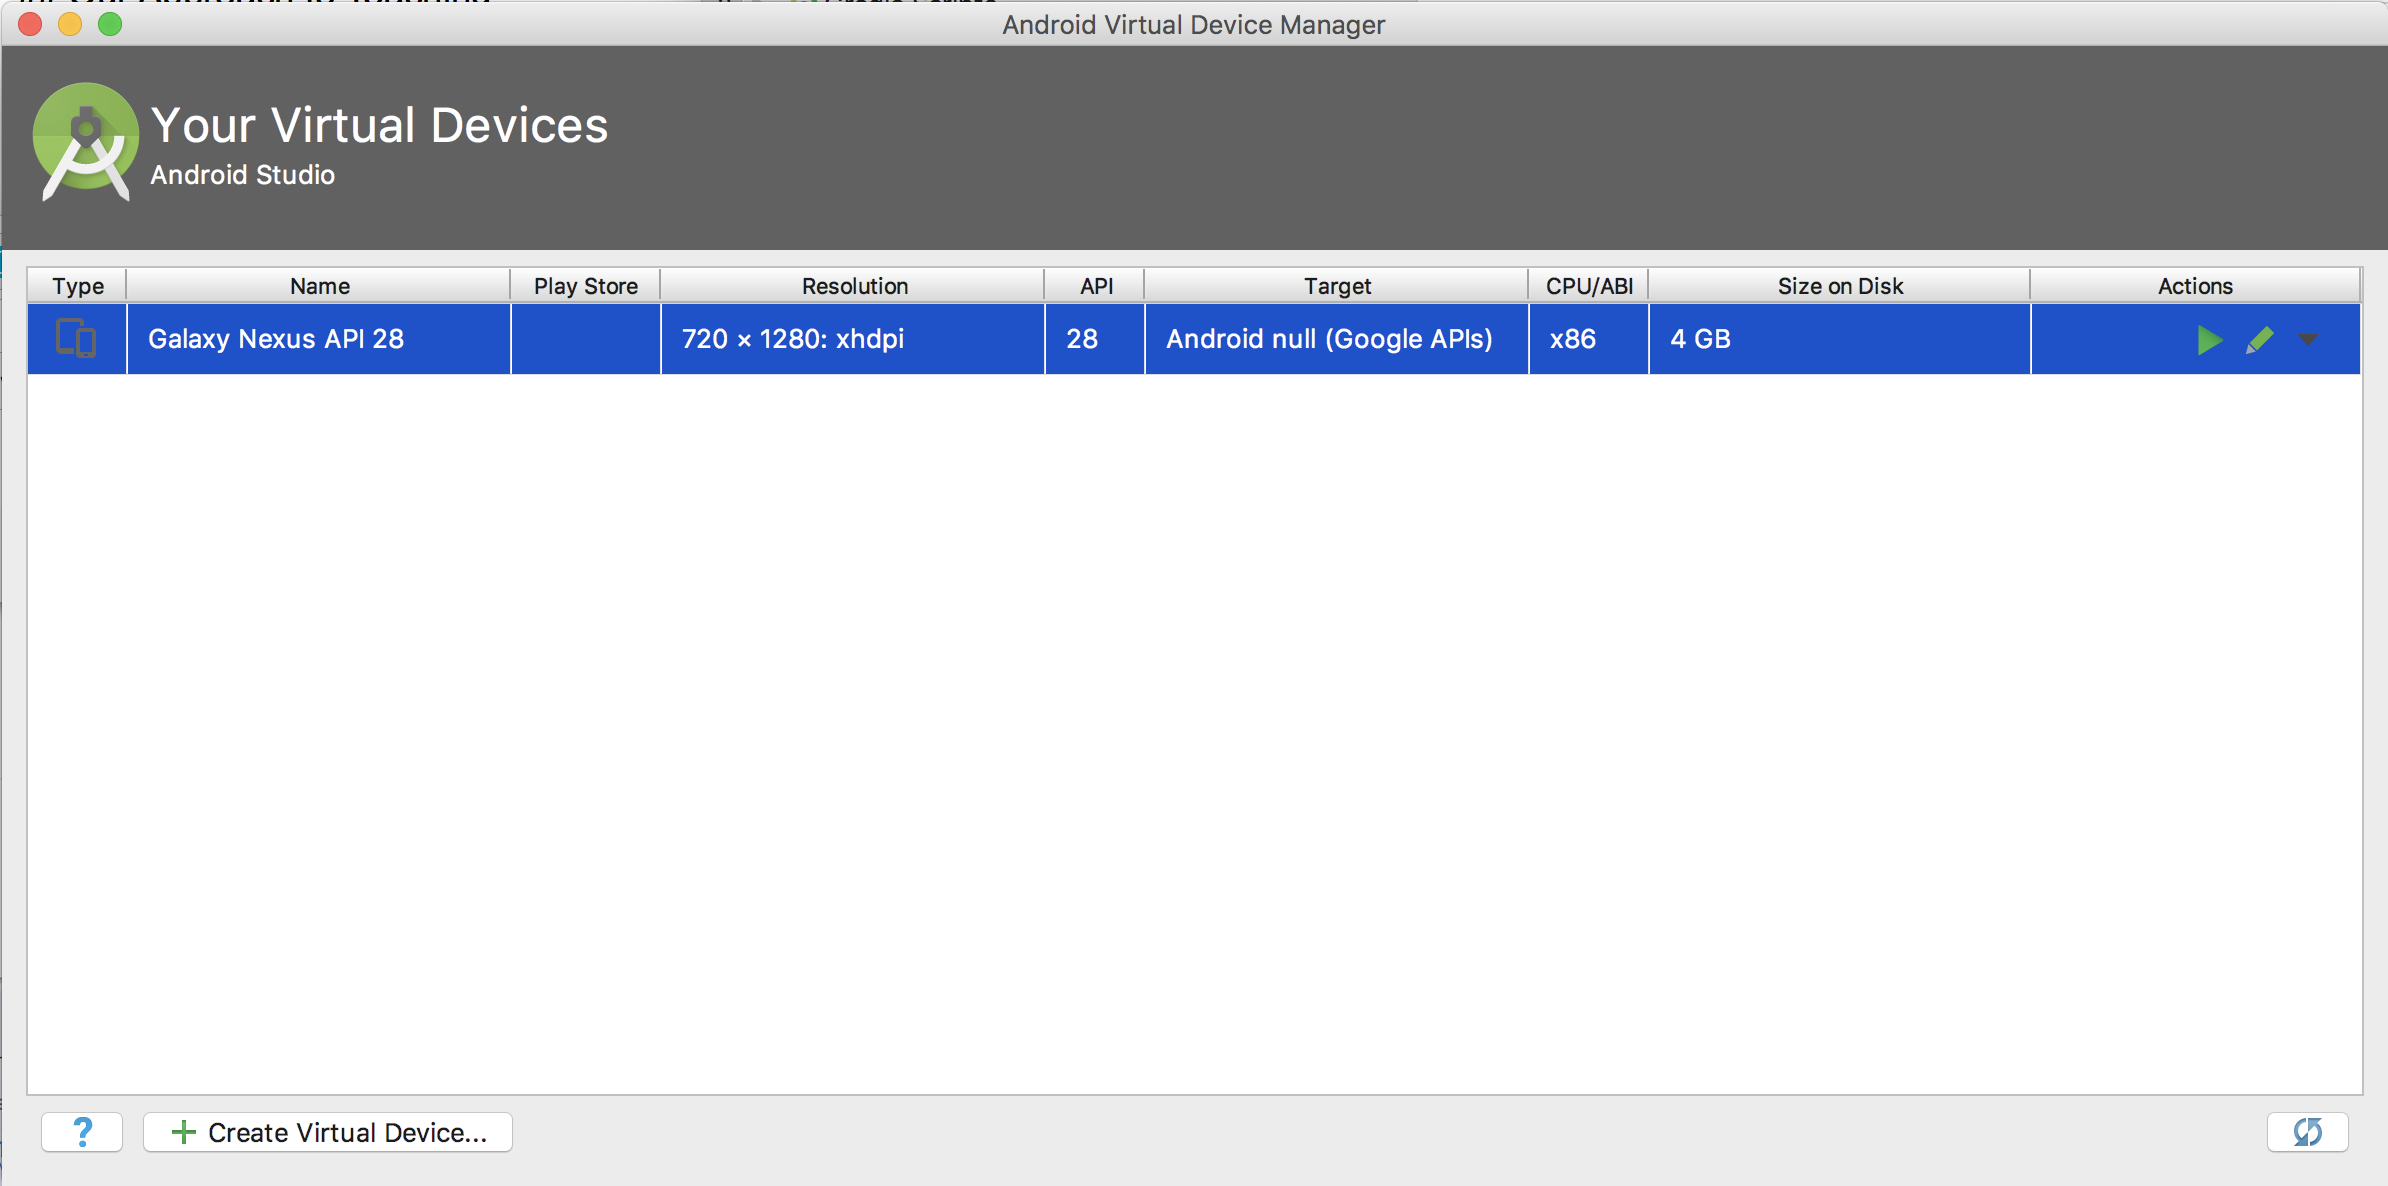 Android Virtual Device Manager
Your Virtual Devices
Android Studio
Type Name Play Store Resolution API Target CPU/ABI Size on Disk Actions
Galaxy Nexus API 28 720 × 1280: xhdpi 28 Android null (Google APIs) x86 4 GB
? Create Virtual Device...